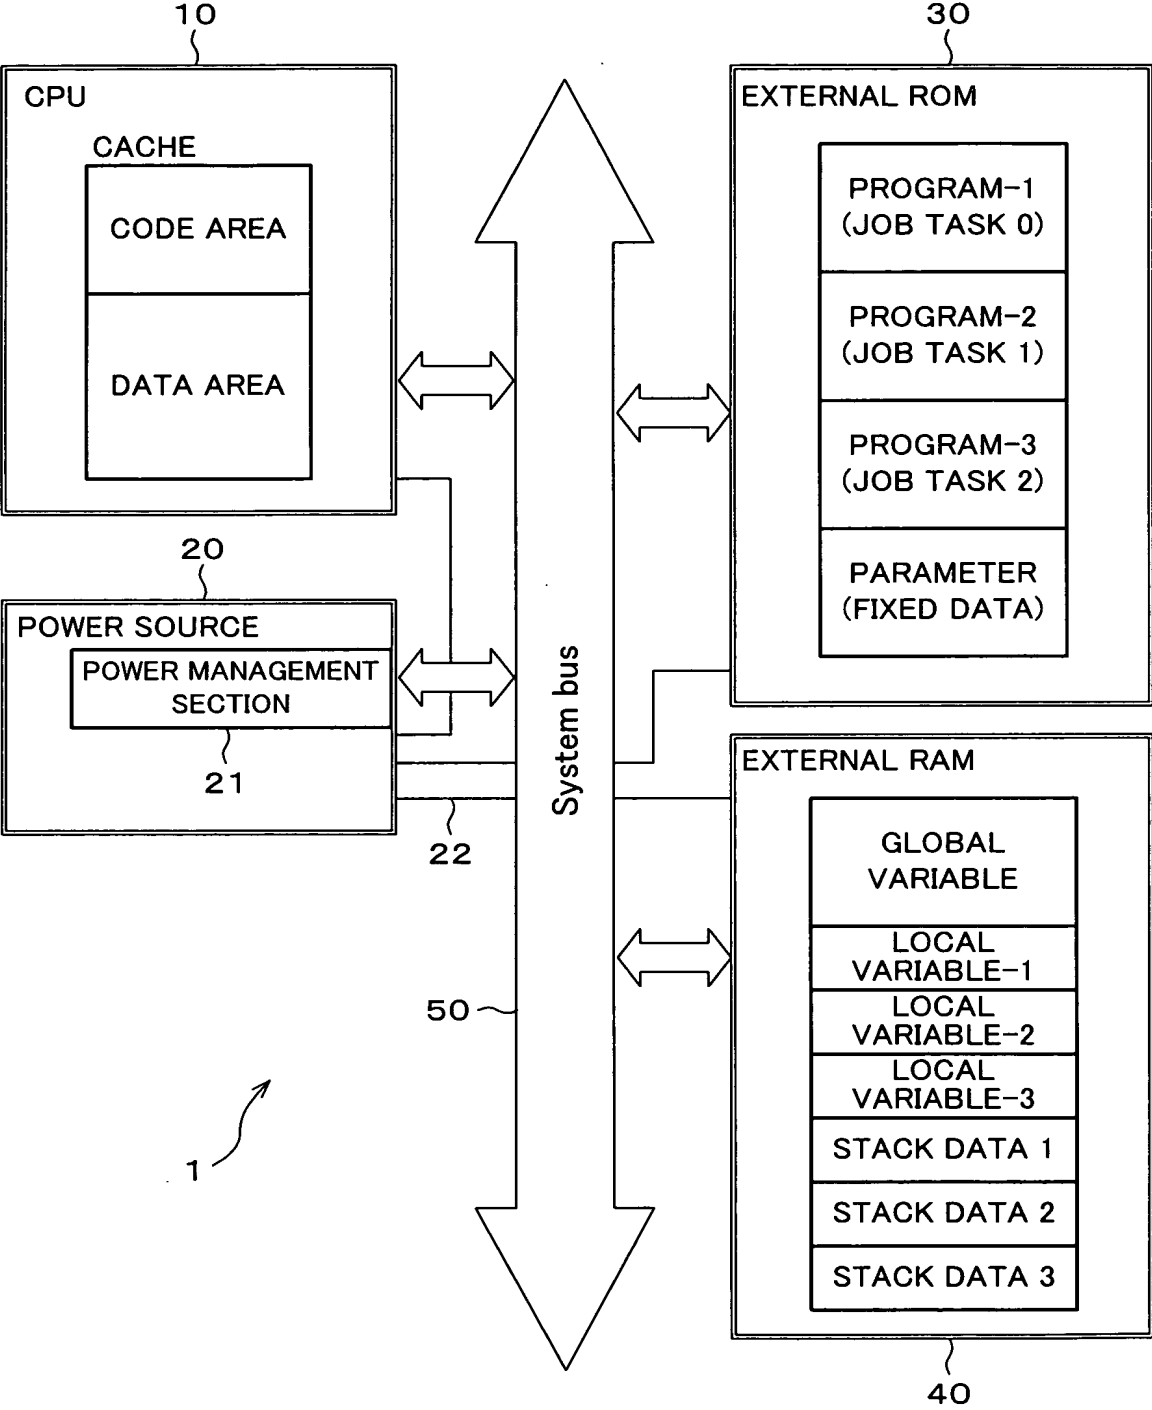 10
CPU
CACHE
CODE AREA
DATA AREA
20
POWER SOURCE
POWER MANAGEMENT
SECTION
21
22
System bus
50
1
30
EXTERNAL ROM
PROGRAM-1
(JOB TASK 0)
PROGRAM-2
(JOB TASK 1)
PROGRAM-3
(JOB TASK 2)
PARAMETER
(FIXED DATA)
EXTERNAL RAM
GLOBAL
VARIABLE
LOCAL
VARIABLE-1
LOCAL
VARIABLE-2
LOCAL
VARIABLE-3
STACK DATA 1
STACK DATA 2
STACK DATA 3
40